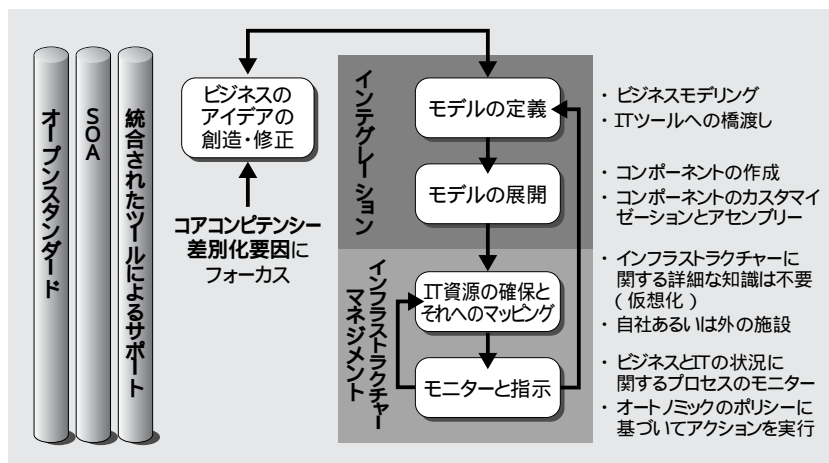 オープンスタンダード
SOA
統合されたツールによるサポート
ビジネスの
アイデアの
創造・修正
コアコンピテンシー
差別化要因に
フォーカス
インテグレーション
モデルの定義
モデルの展開
インフラストラクチャー
マネジメント
IT資源の確保と
それへのマッピング
モニターと指示
・ ビジネスモデリング
・ ITツールへの橋渡し
・ コンポーネントの作成
・ コンポーネントのカスタマイ
ゼーションとアセンブリー
・ インフラストラクチャーに
関する詳細な知識は不要
（仮想化）
・ 自社あるいは外の施設
・ ビジネスとITの状況に
関するプロセスのモニター
・ オートノミックのポリシーに
基づいてアクションを実行